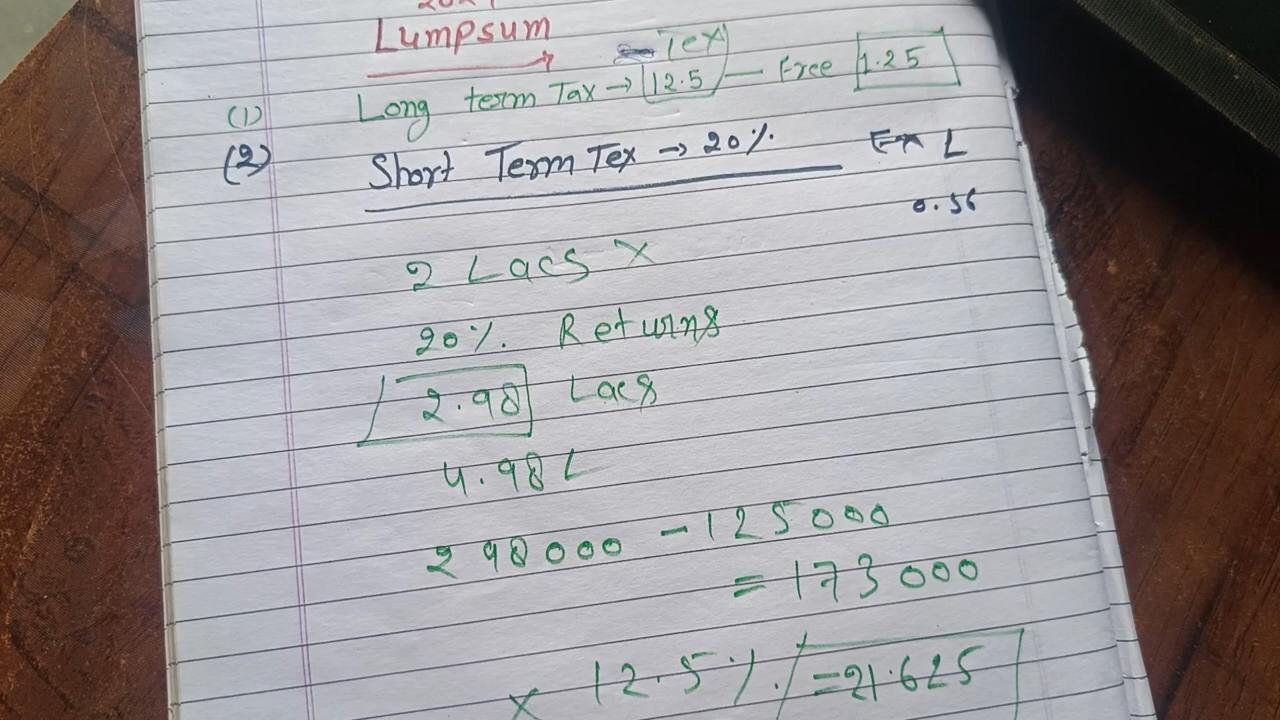 Lumpsum
Tex
(1) Long term Tax → 12.5 — Free 1.25
(2) Short Term Tex → 20%. L
0.56
2 Lacs ×
20%. Returns
2.98 Lacs
4.98 L
298000 - 125000
= 173000
× 12.5%. = 21.625